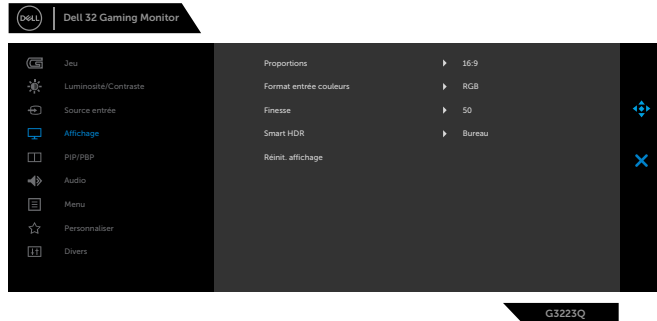 DELL Dell 32 Gaming Monitor
Jeu
Luminosité/Contraste
Source entrée
Affichage
PIP/PBP
Audio
Menu
Personnaliser
Divers
Proportions 16:9
Format entrée couleurs RGB
Finesse 50
Smart HDR Bureau
Réinit. affichage
G3223Q